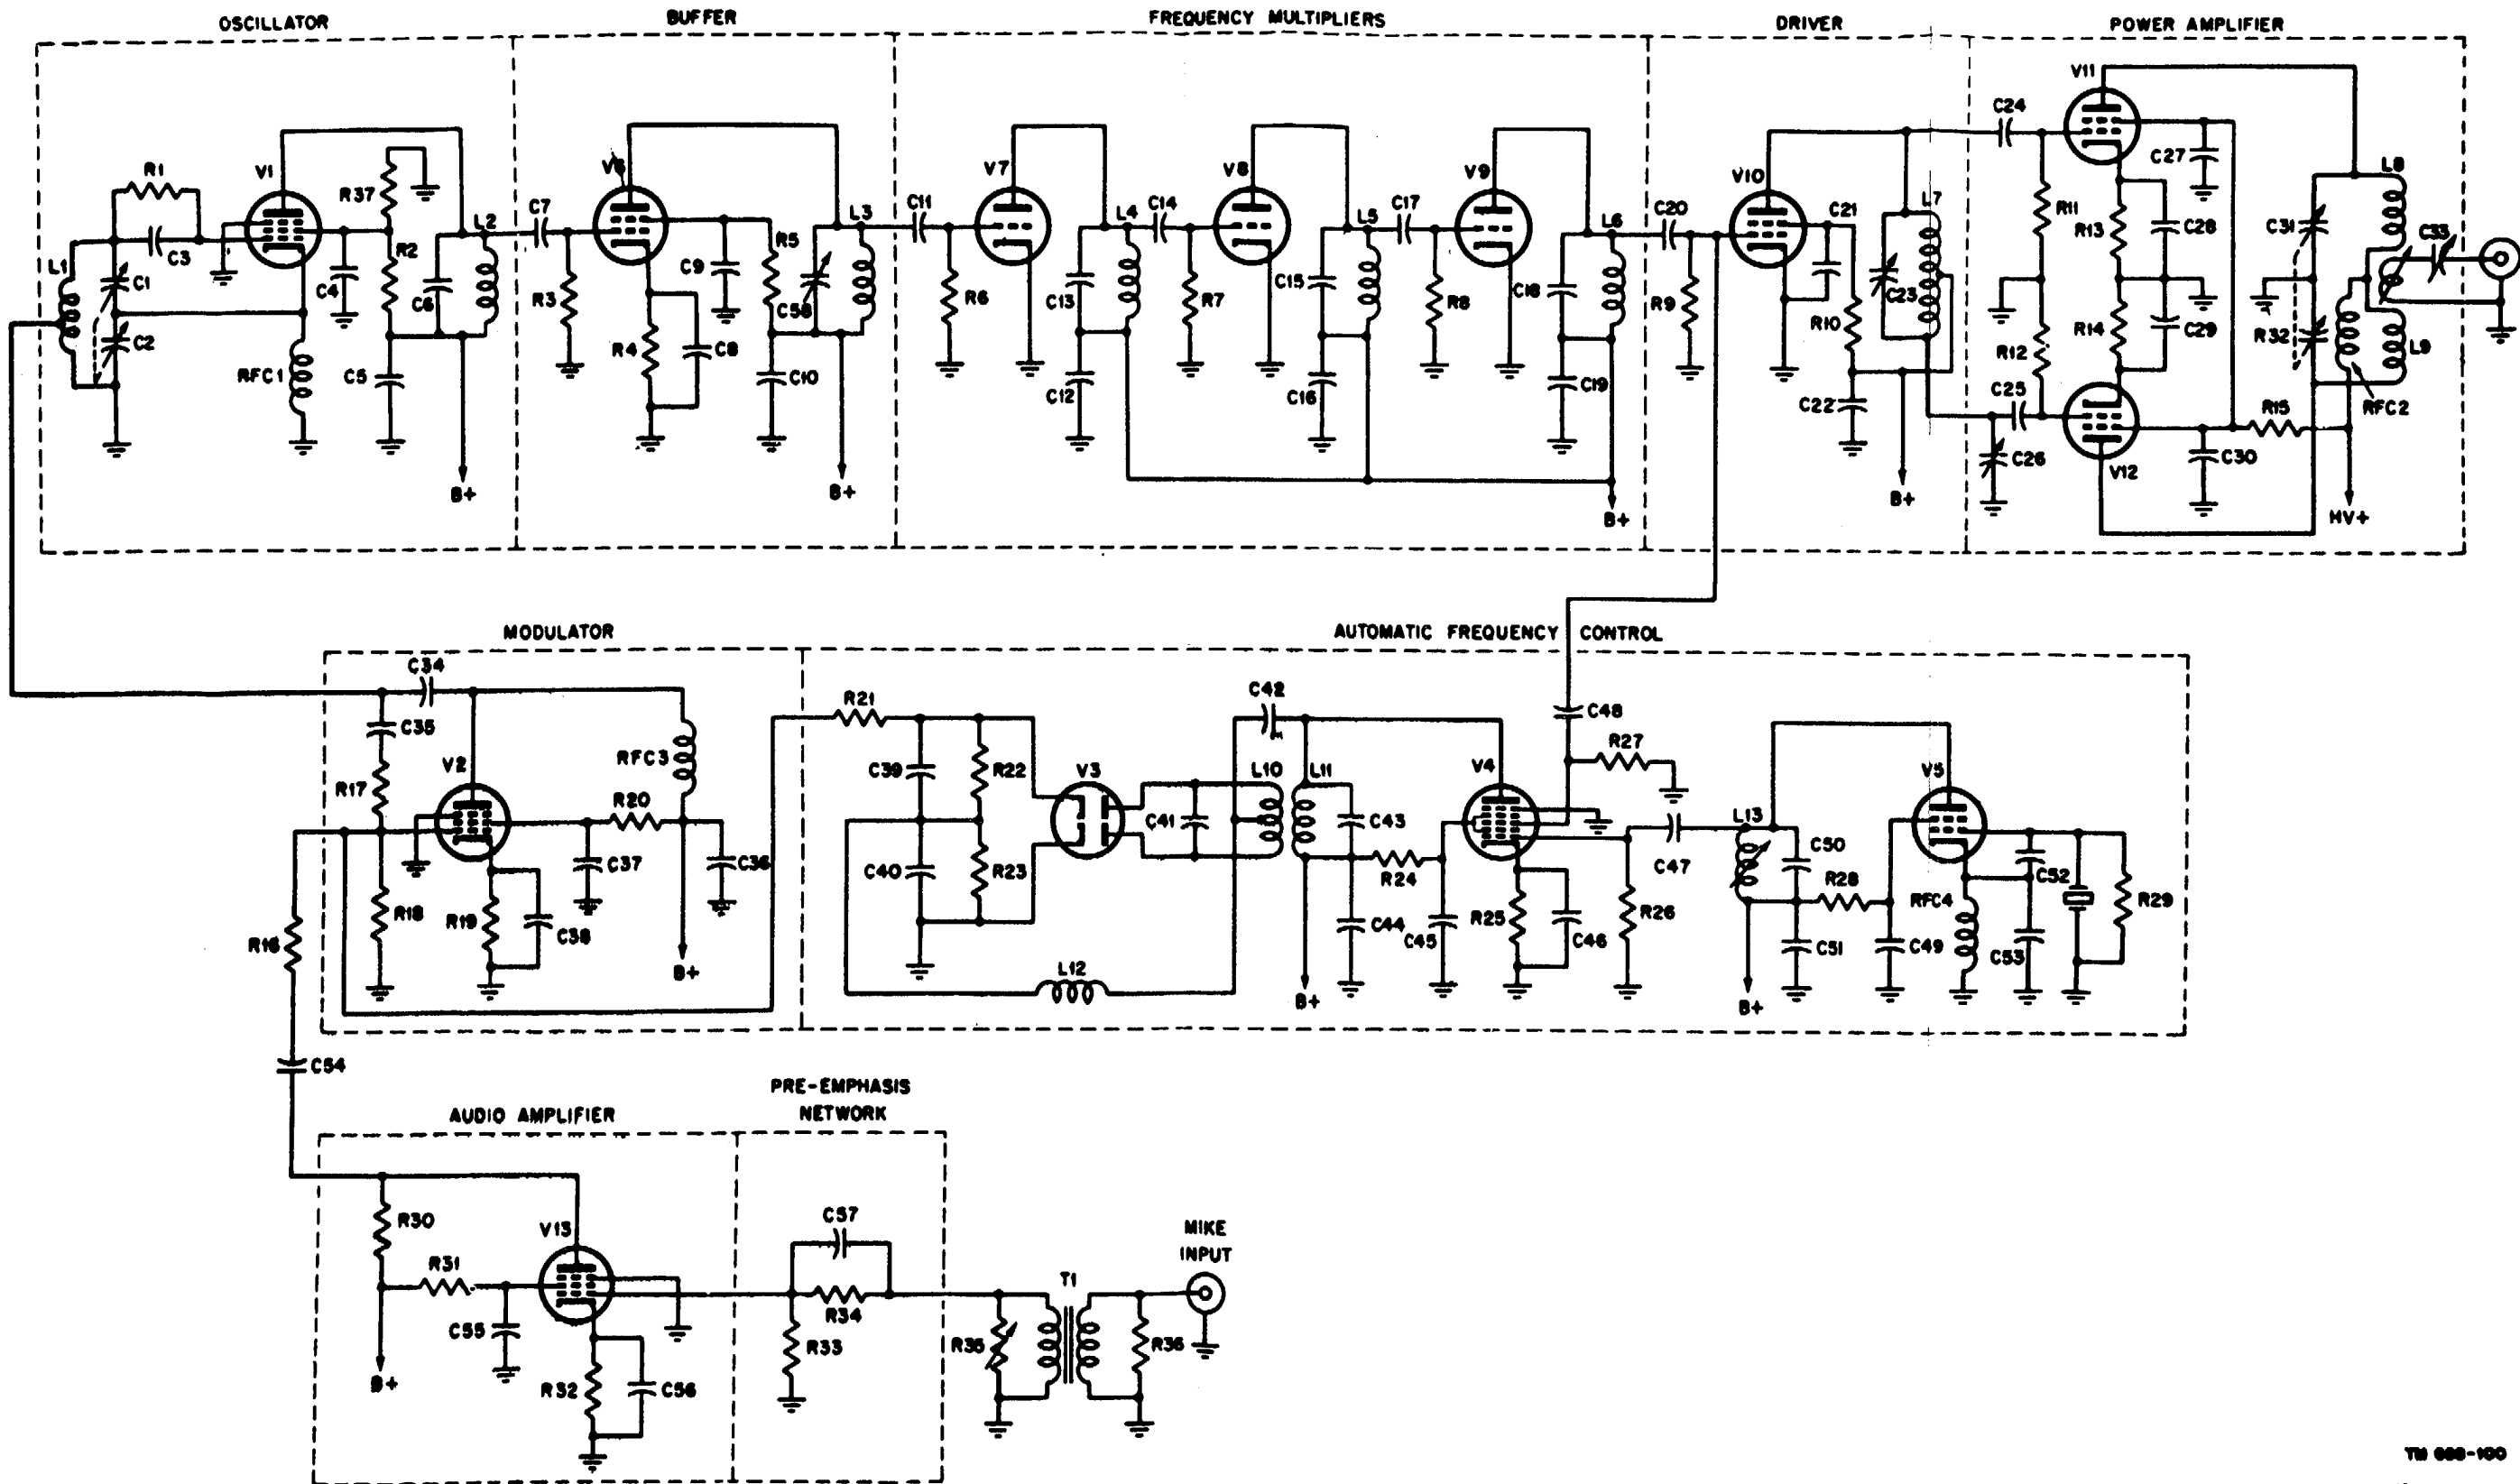 OSCILLATOR
BUFFER
FREQUENCY MULTIPLIERS
DRIVER
POWER AMPLIFIER
V11
C24
C27
R1
V1
R37
V6
V7
V8
V9
V10
L8
C3
L2
C7
L3
C11
L4
C14
L5
C17
L6
C20
C21
L7
R11
R13
C28
C31
C33
L1
C1
C4
R2
C6
R3
C9
R5
C58
R6
C13
R7
C15
R8
C18
R9
R10
C23
C2
RFC1
C5
R4
C8
C10
C12
C16
C19
C22
R12
R14
C29
R32
L9
C25
R15
RFC2
C26
V12
C30
B+
B+
B+
B+
HV+
MODULATOR
AUTOMATIC FREQUENCY CONTROL
C34
C35
R21
C42
C48
R27
R17
V2
RFC3
C39
R22
V3
L10
L11
V4
V5
R20
C41
C43
L13
C50
C37
C36
C40
R23
R24
C47
R28
C52
R16
R18
R19
C38
C44
C45
R25
C46
R26
C51
C49
RFC4
C53
R29
B+
L12
B+
B+
C54
PRE-EMPHASIS
NETWORK
AUDIO AMPLIFIER
R30
V13
C57
MIKE
INPUT
R31
T1
R34
C55
R33
R35
R36
B+
R32
C56